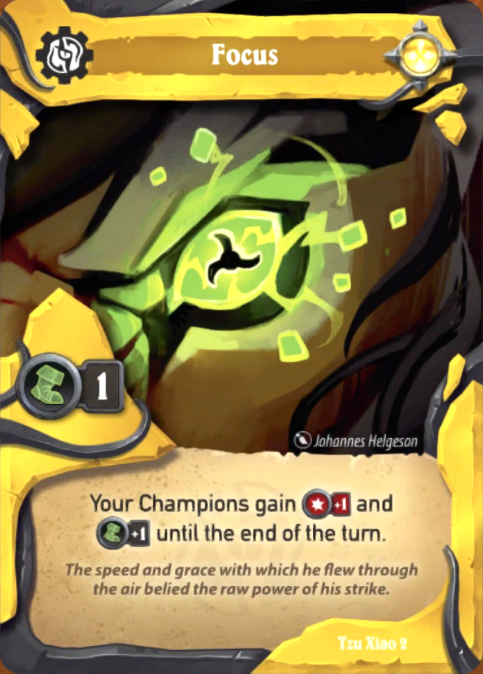 Focus
1
Johannes Helgeson
Your Champions gain +1 and
+1 until the end of the turn.
The speed and grace with which he flew through
the air belied the raw power of his strike.
Tzu Xiao 2